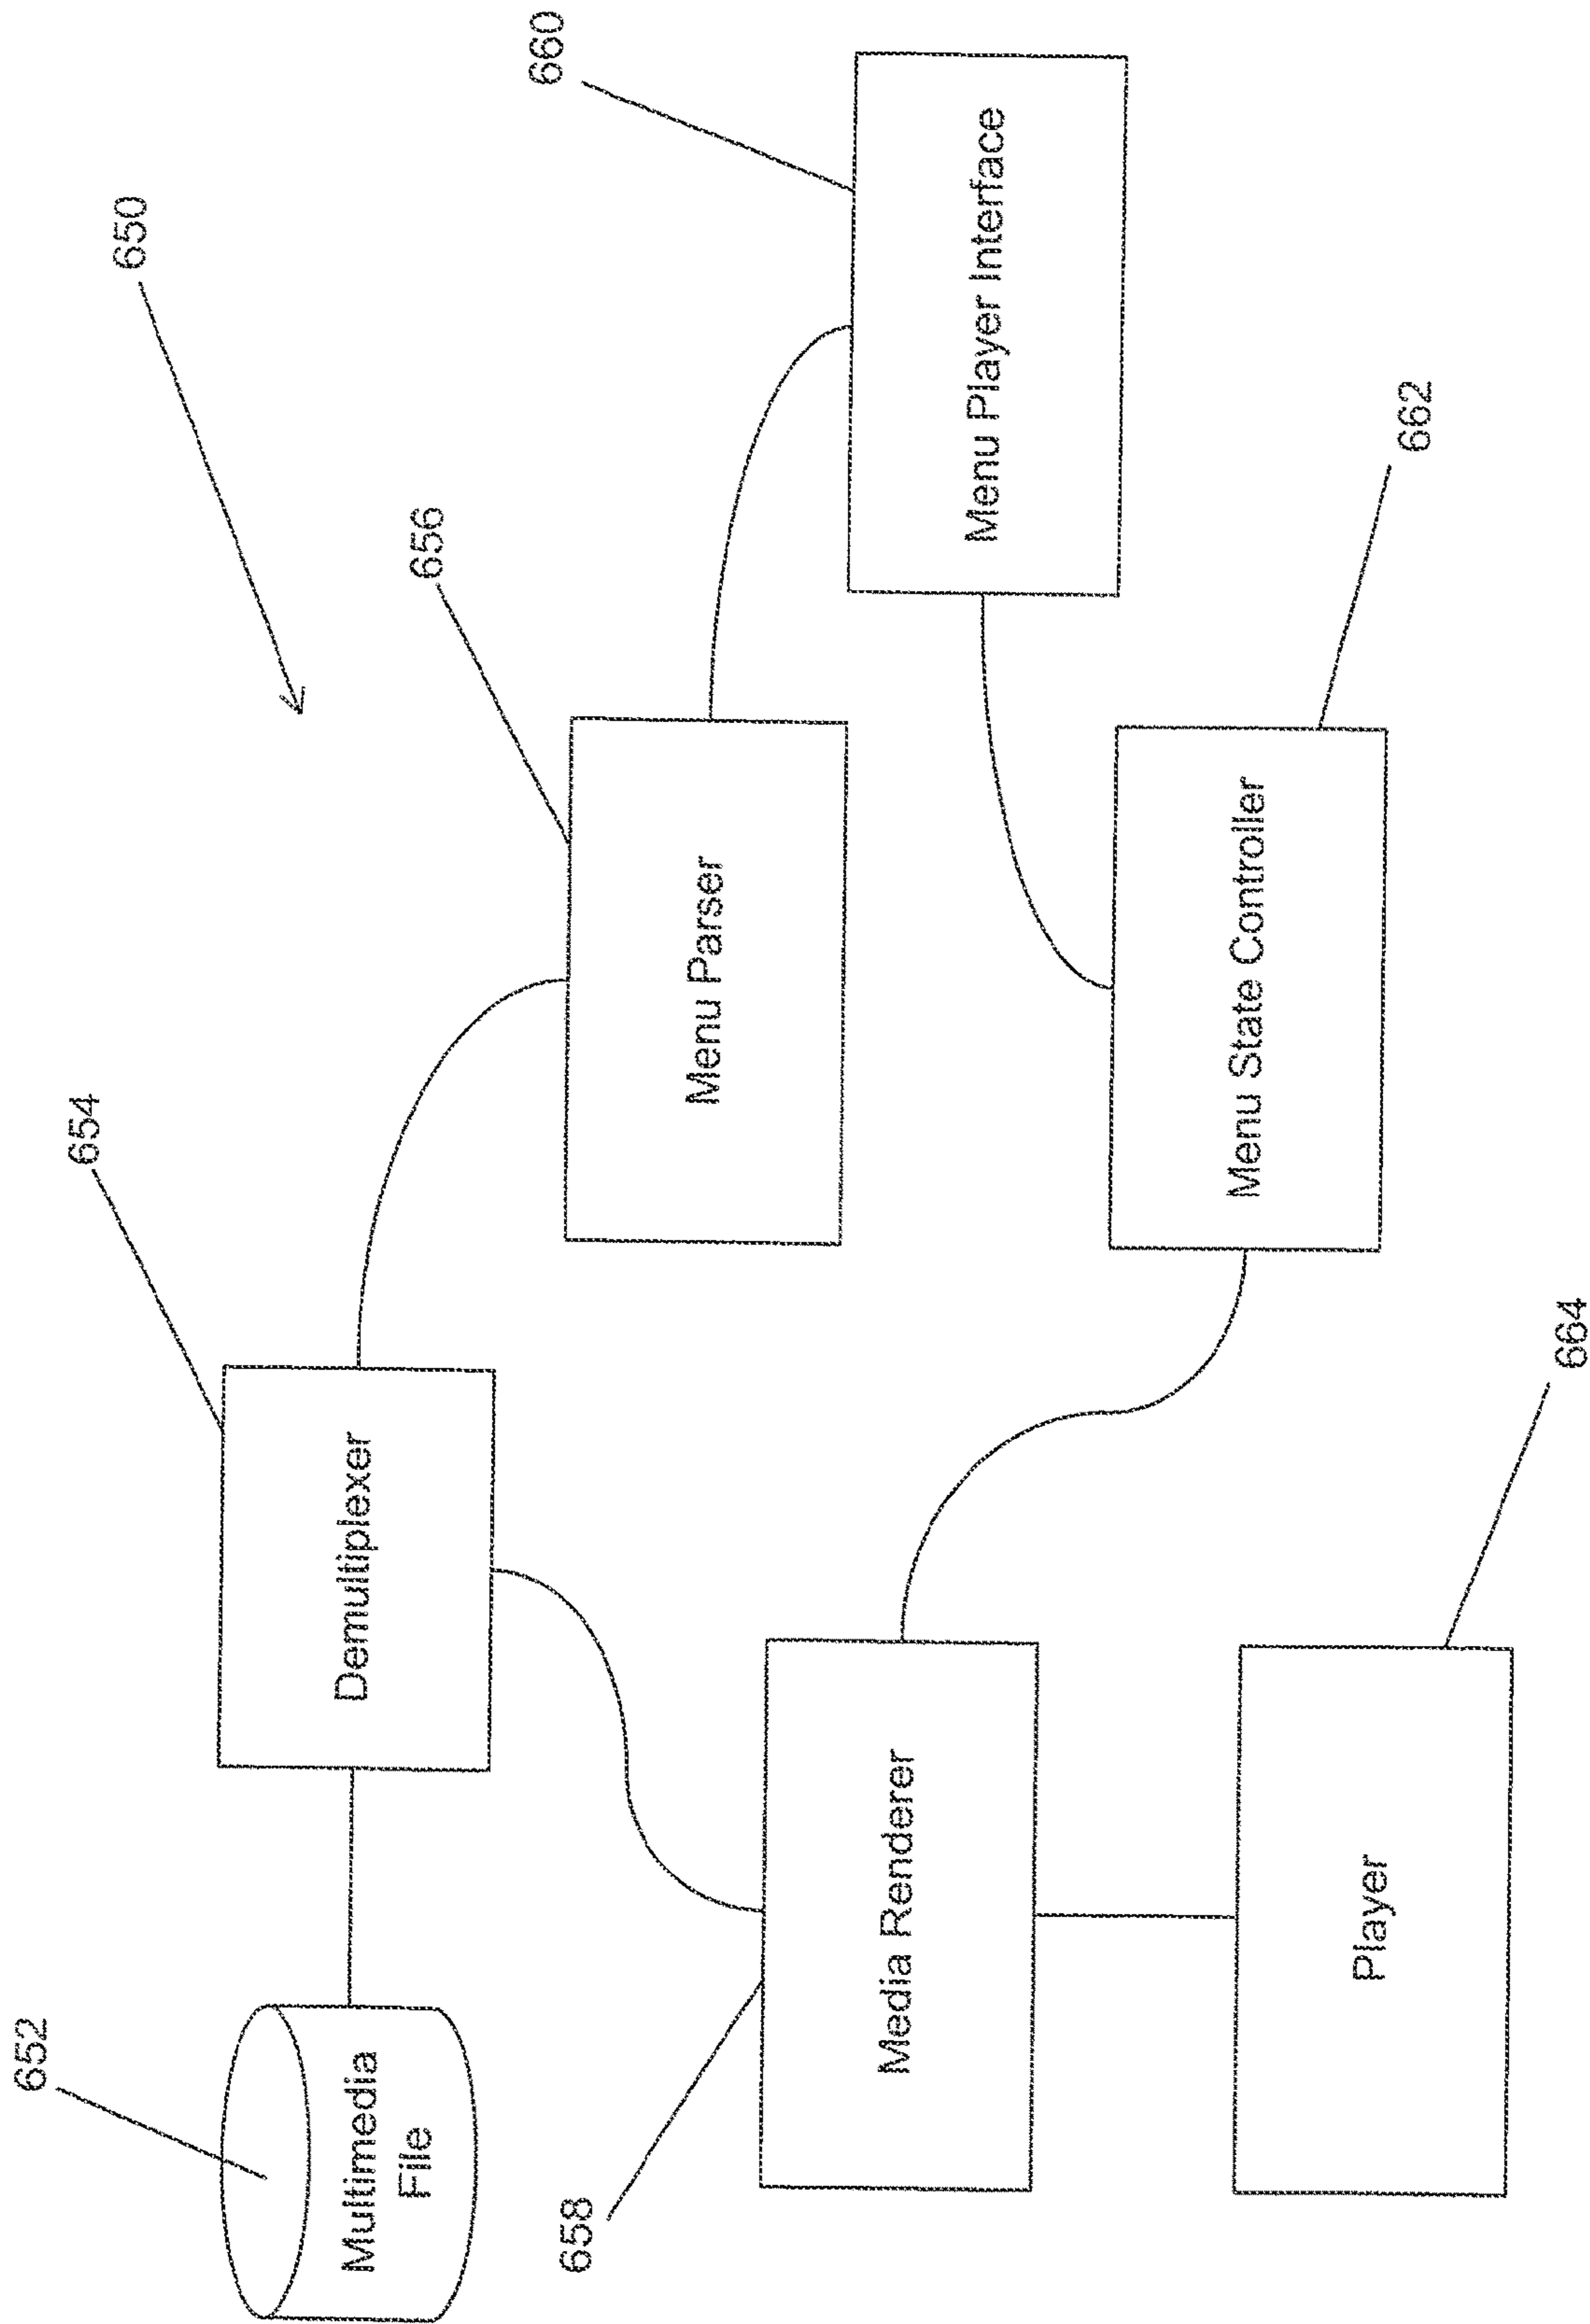 652
654
650
Multimedia
File
Demultiplexer
656
658
660
Menu Parser
Media Renderer
Menu Player Interface
Menu State Controller
Player
662
664